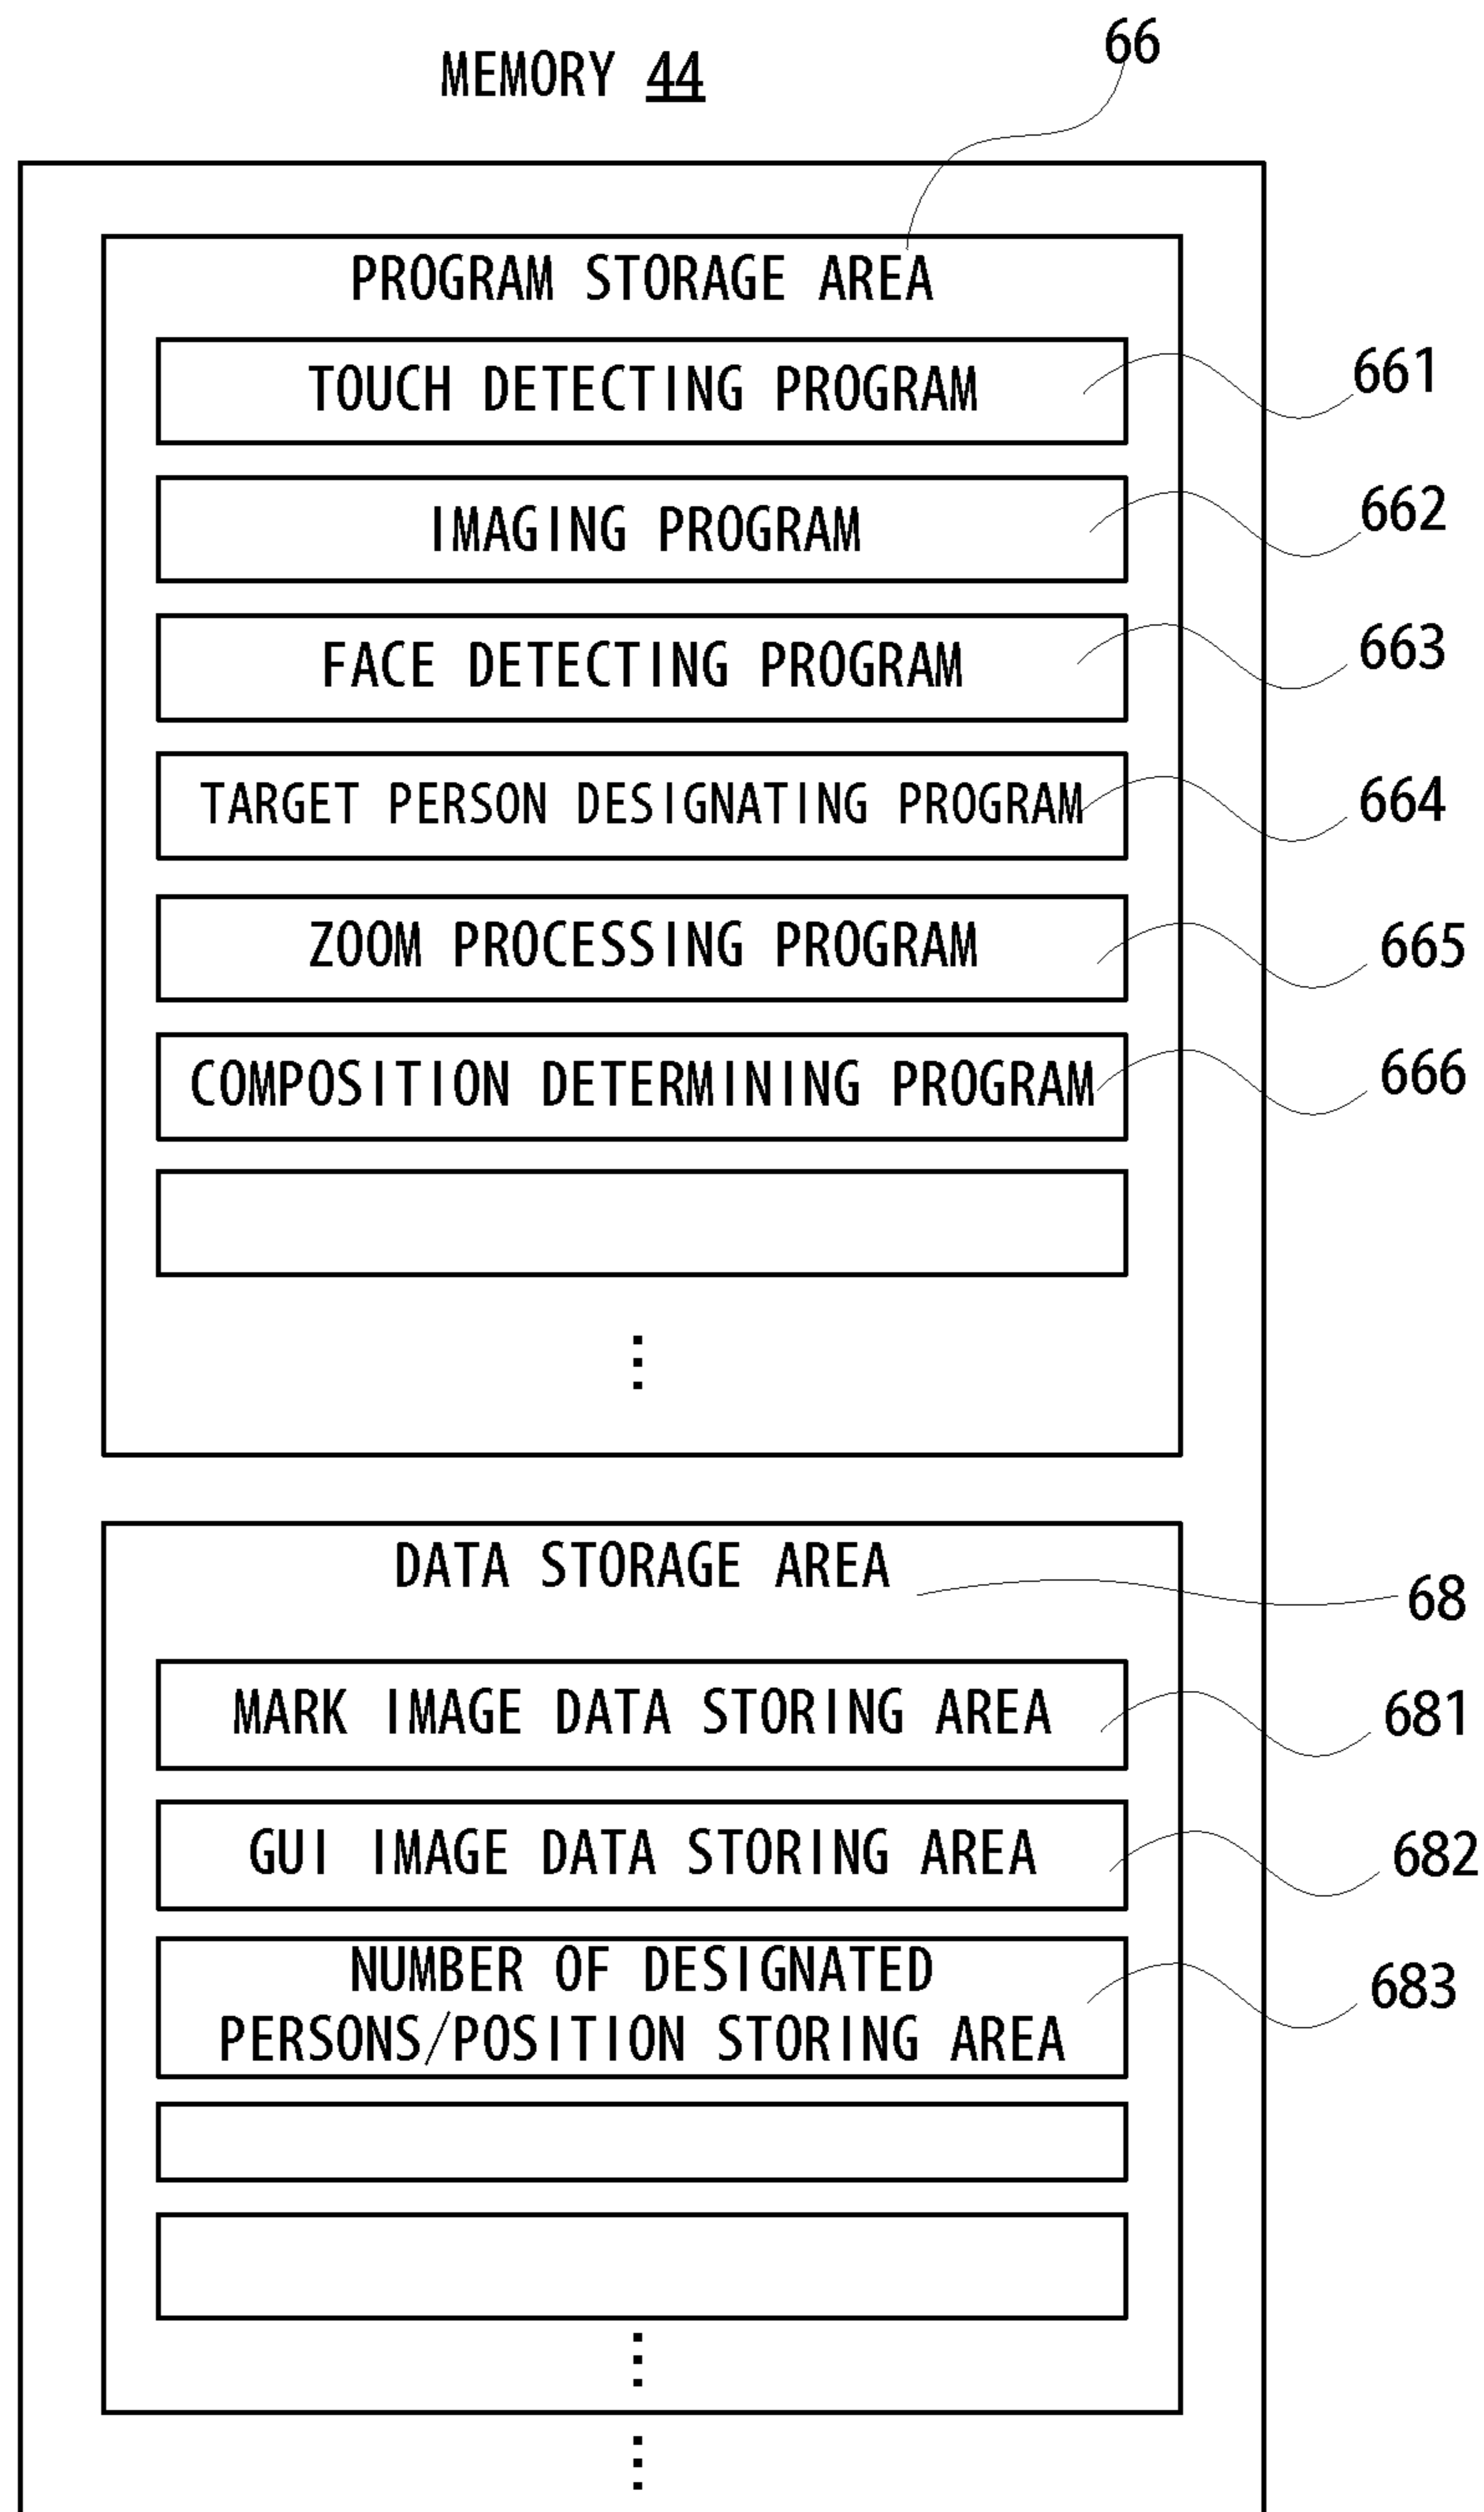 MEMORY 44
66
PROGRAM STORAGE AREA
TOUCH DETECTING PROGRAM
661
IMAGING PROGRAM
662
FACE DETECTING PROGRAM
663
TARGET PERSON DESIGNATING PROGRAM
664
ZOOM PROCESSING PROGRAM
665
COMPOSITION DETERMINING PROGRAM
666
DATA STORAGE AREA
68
MARK IMAGE DATA STORING AREA
681
GUI IMAGE DATA STORING AREA
682
NUMBER OF DESIGNATED
PERSONS/POSITION STORING AREA
683